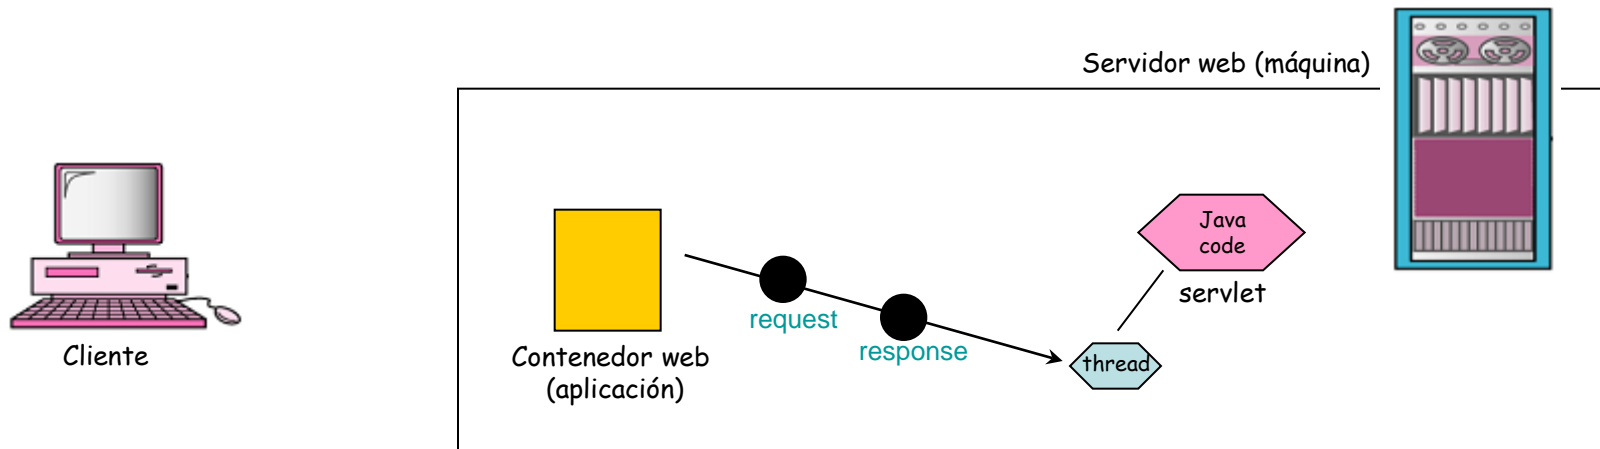 Servidor web (máquina)
Java
code
servlet
request
response
thread
Cliente
Contenedor web
(aplicación)